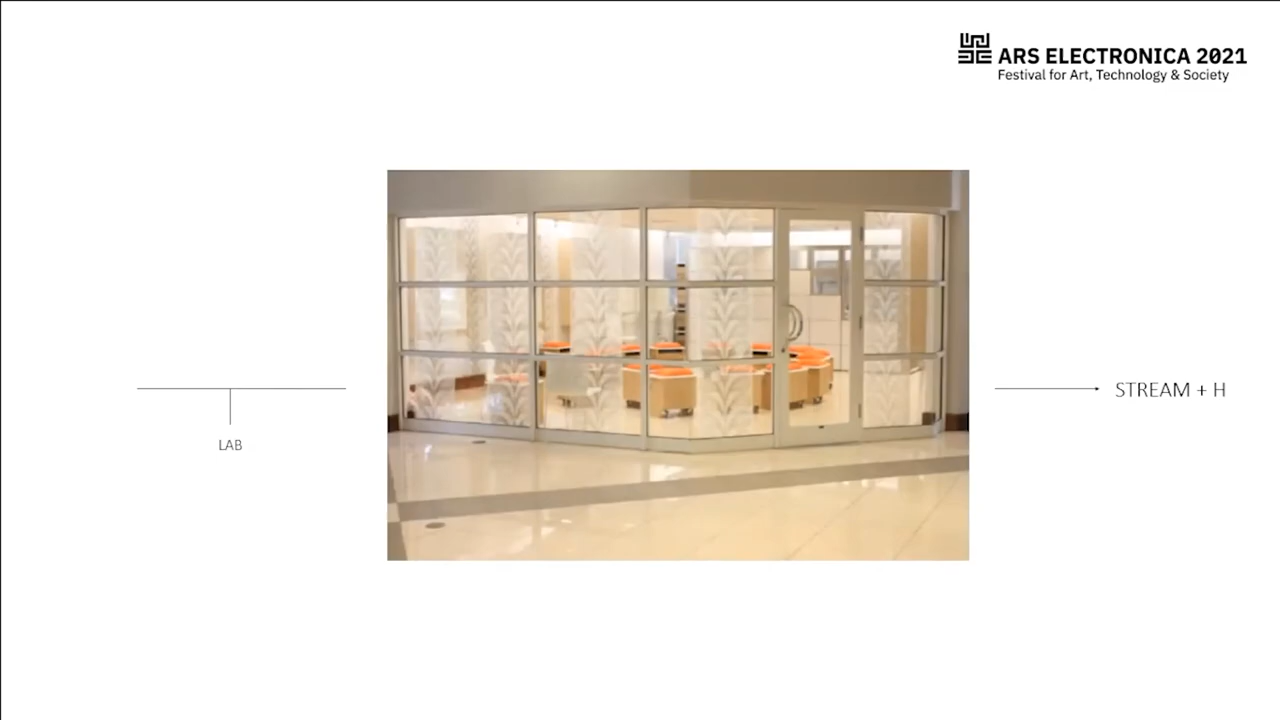 ARS ELECTRONICA 2021
Festival for Art, Technology & Society
STREAM + H
LAB